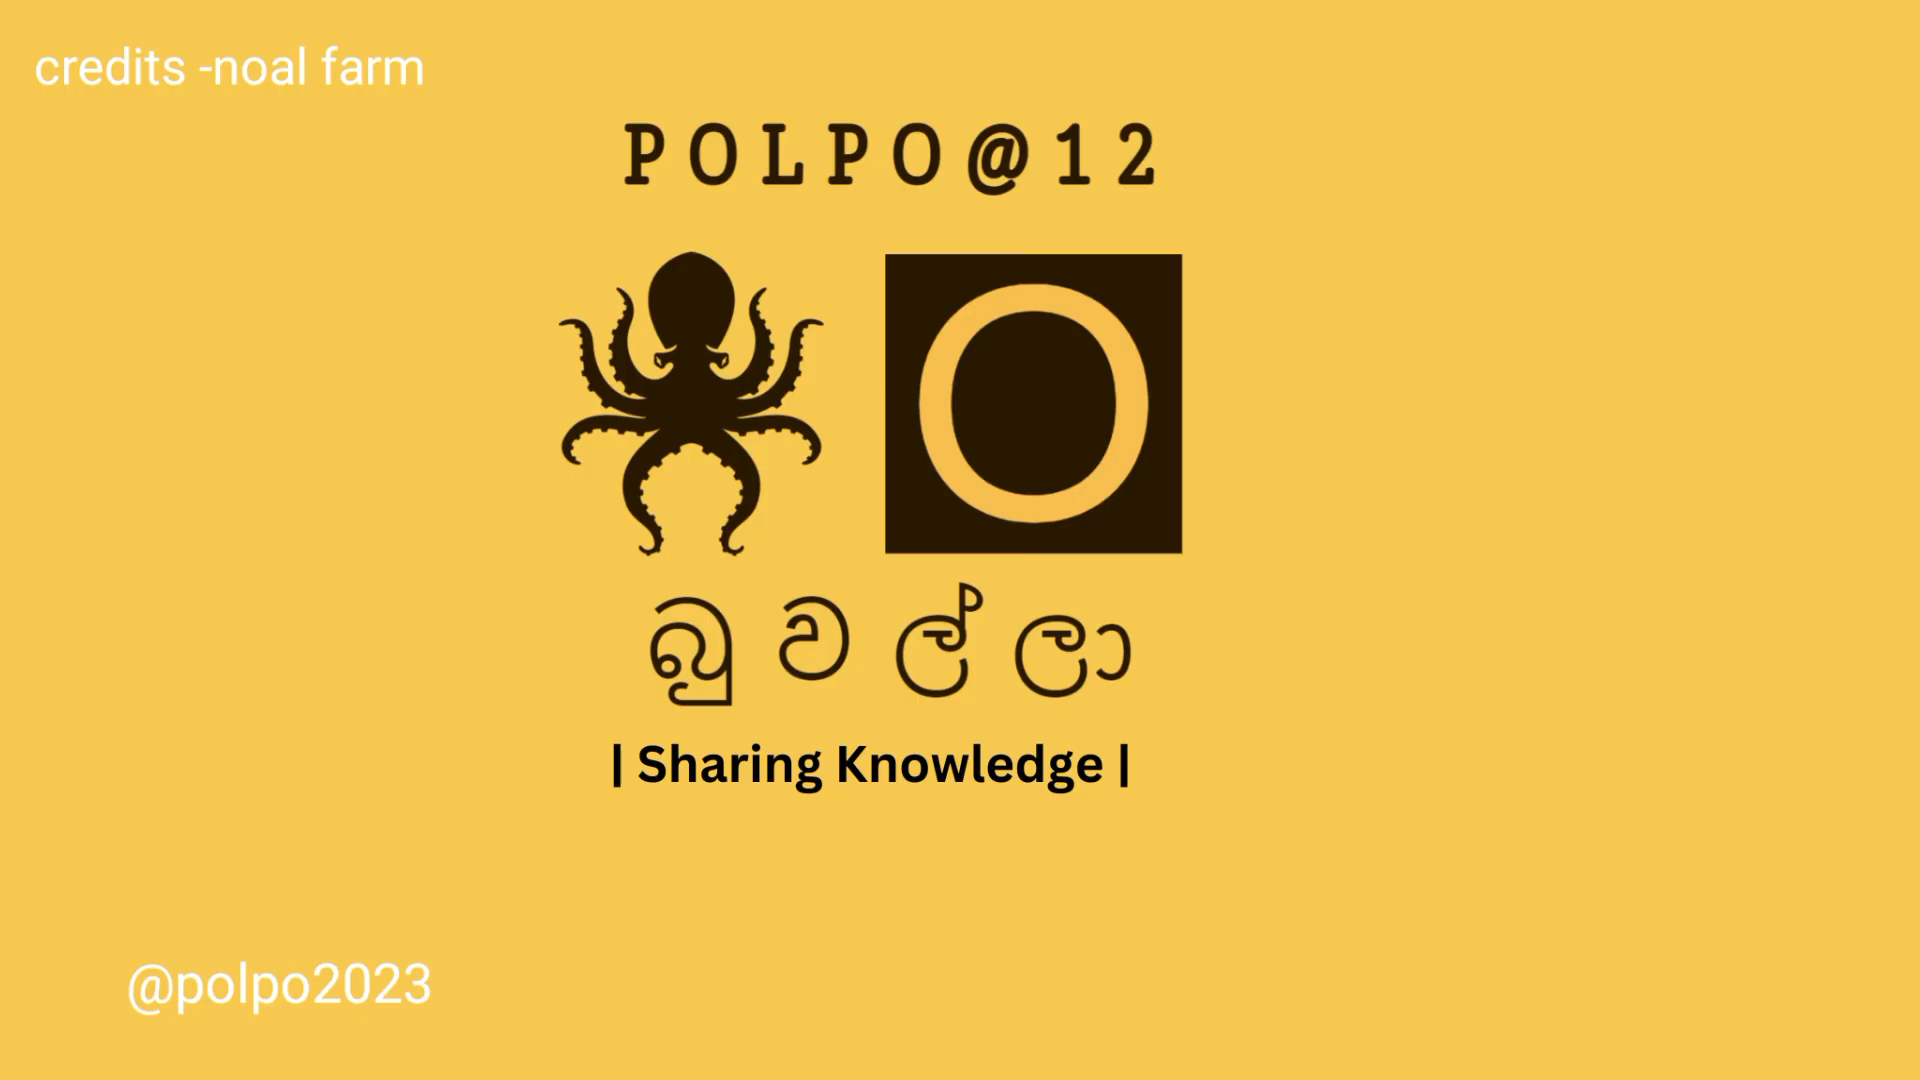 credits -noal farm
POLPO@12
O
බුවල්ලා
| Sharing Knowledge |
@polpo2023